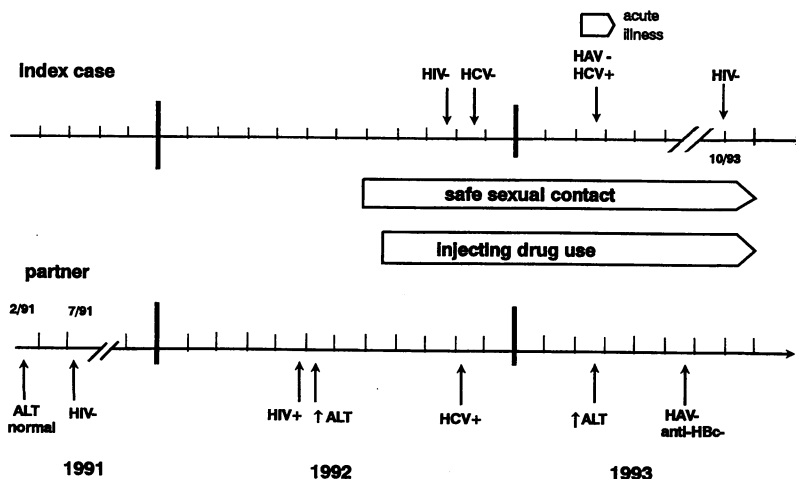 acute
illness
HAV -
HIV- HCV- HCV+ HIV-
index case
10/93
safe sexual contact
injecting drug use
partner
2/91 7/91
ALT HIV- HIV+ ↑ALT HCV+ ↑ALT HAV-
normal anti-HBc-
1991 1992 1993